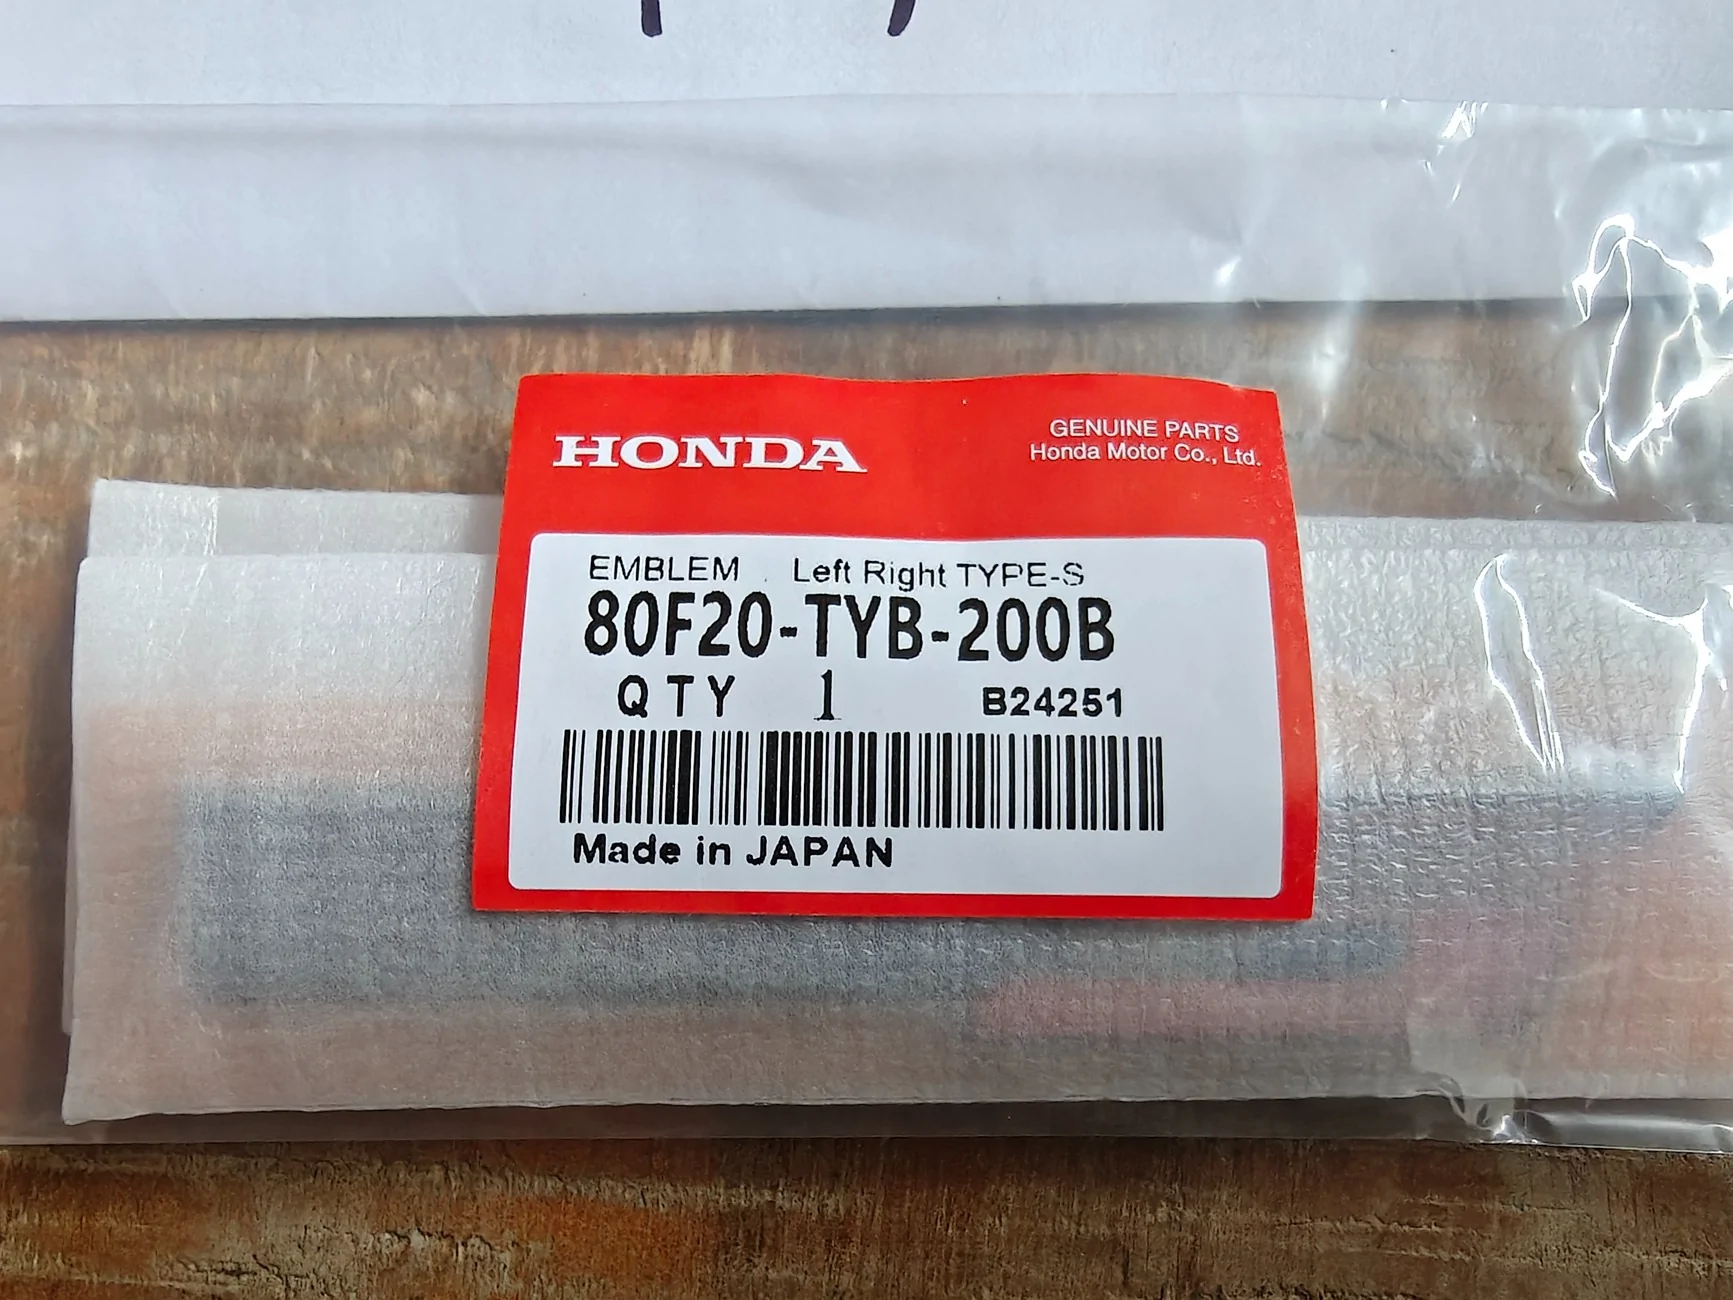 HONDA
GENUINE PARTS
Honda Motor Co., Ltd.
EMBLEM . Left Right TYPE-S
80F20-TYB-200B
QTY 1 B24251
Made in JAPAN